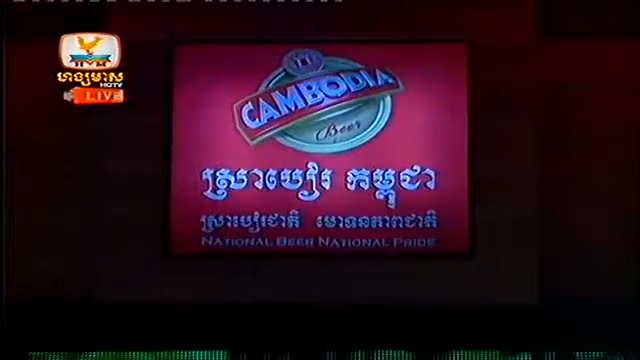 HM
ហង្សមាស
HDTV
LIVE
CAMBODIA
Beer
ស្រាបៀរ កម្ពុជា
ស្រាបៀរជាតិ មោទនភាពជាតិ
NATIONAL BEER NATIONAL PRIDE